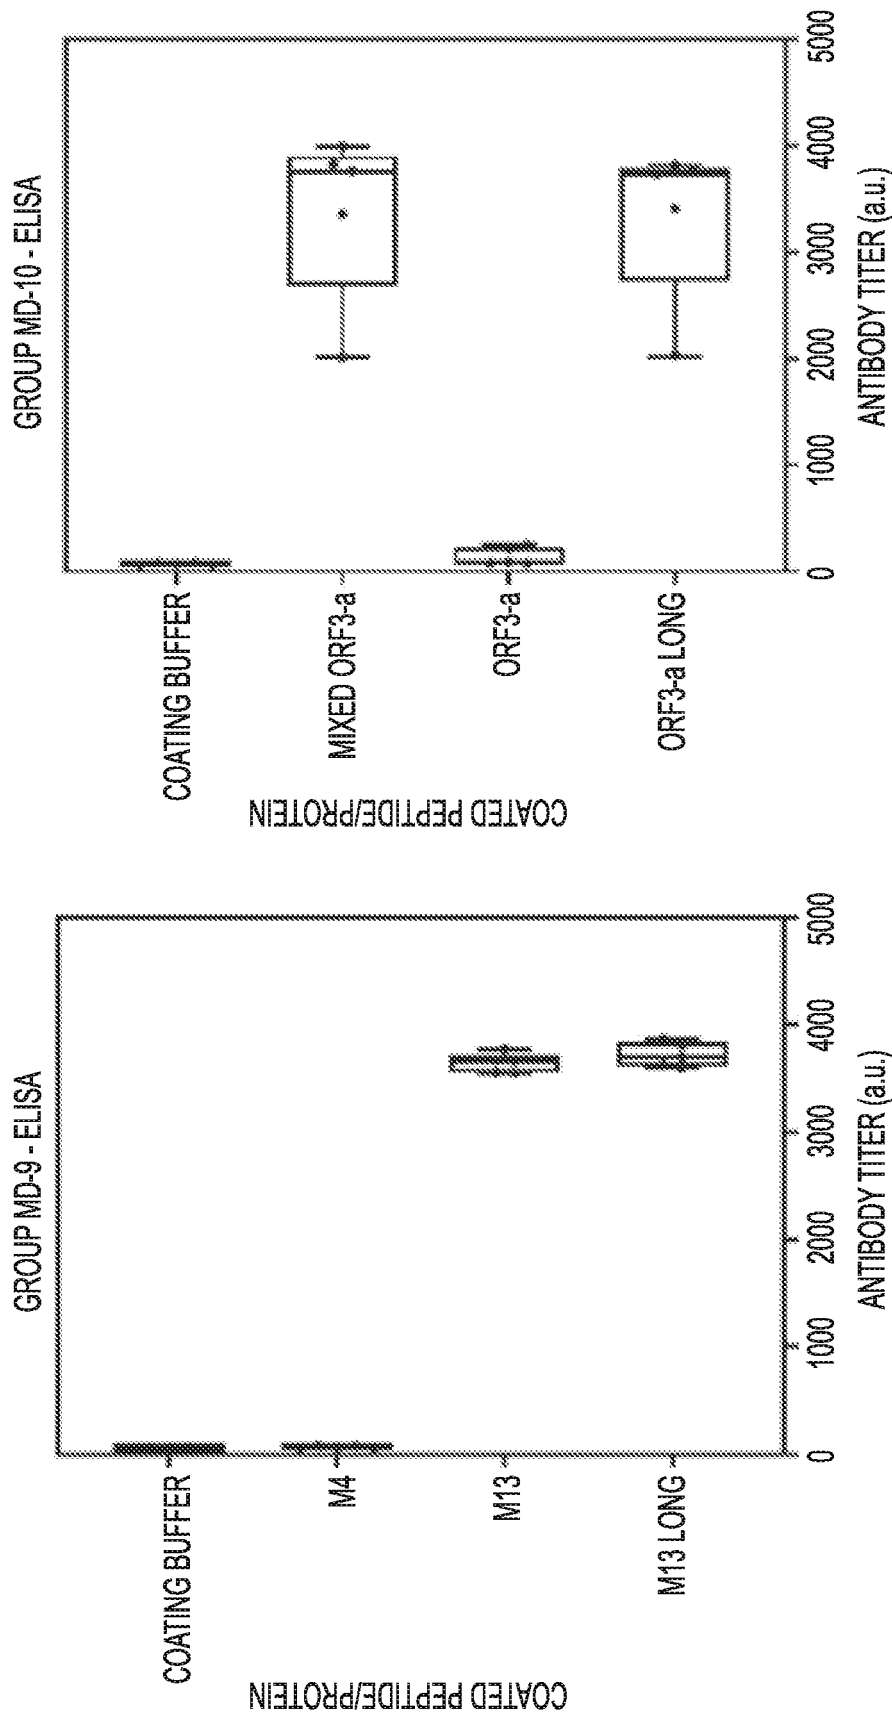 GROUP MD-9 - ELISA
COATED PEPTIDE/PROTEIN
COATING BUFFER
M4
M13
M13 LONG
0
1000
2000
3000
4000
5000
ANTIBODY TITER (a.u.)
GROUP MD-10 - ELISA
COATED PEPTIDE/PROTEIN
COATING BUFFER
MIXED ORF3-a
ORF3-a
ORF3-a LONG
0
1000
2000
3000
4000
5000
ANTIBODY TITER (a.u.)